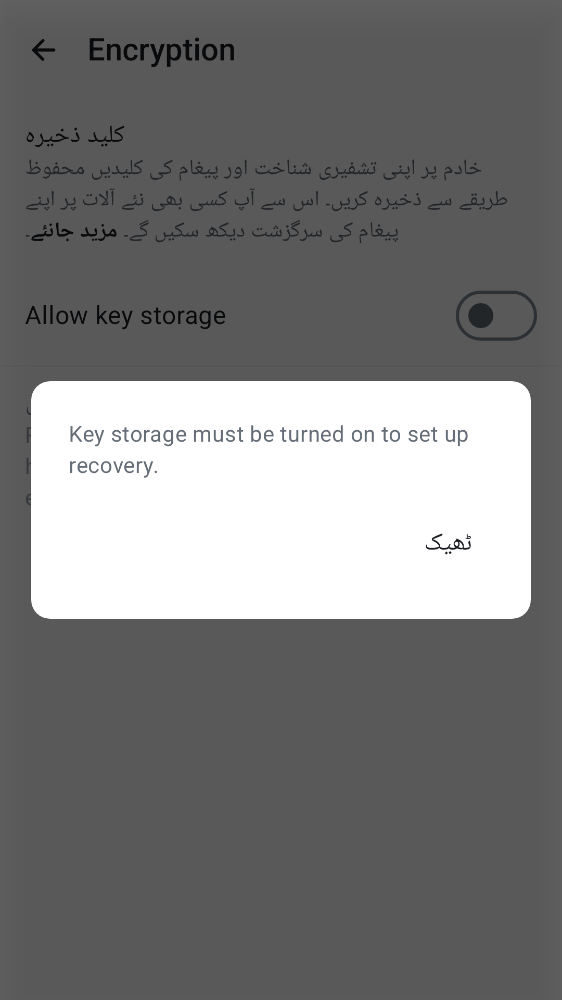 Encryption
کلید ذخیرہ
خادم پر اپنی تشفیری شناخت اور پیغام کی کلیدیں محفوظ
طریقے سے ذخیرہ کریں۔ اس سے آپ کسی بھی نئے آلات پر اپنے
پیغام کی سرگزشت دیکھ سکیں گے۔ مزید جانئے۔
Allow key storage
Key storage must be turned on to set up
recovery.
ٹھیک